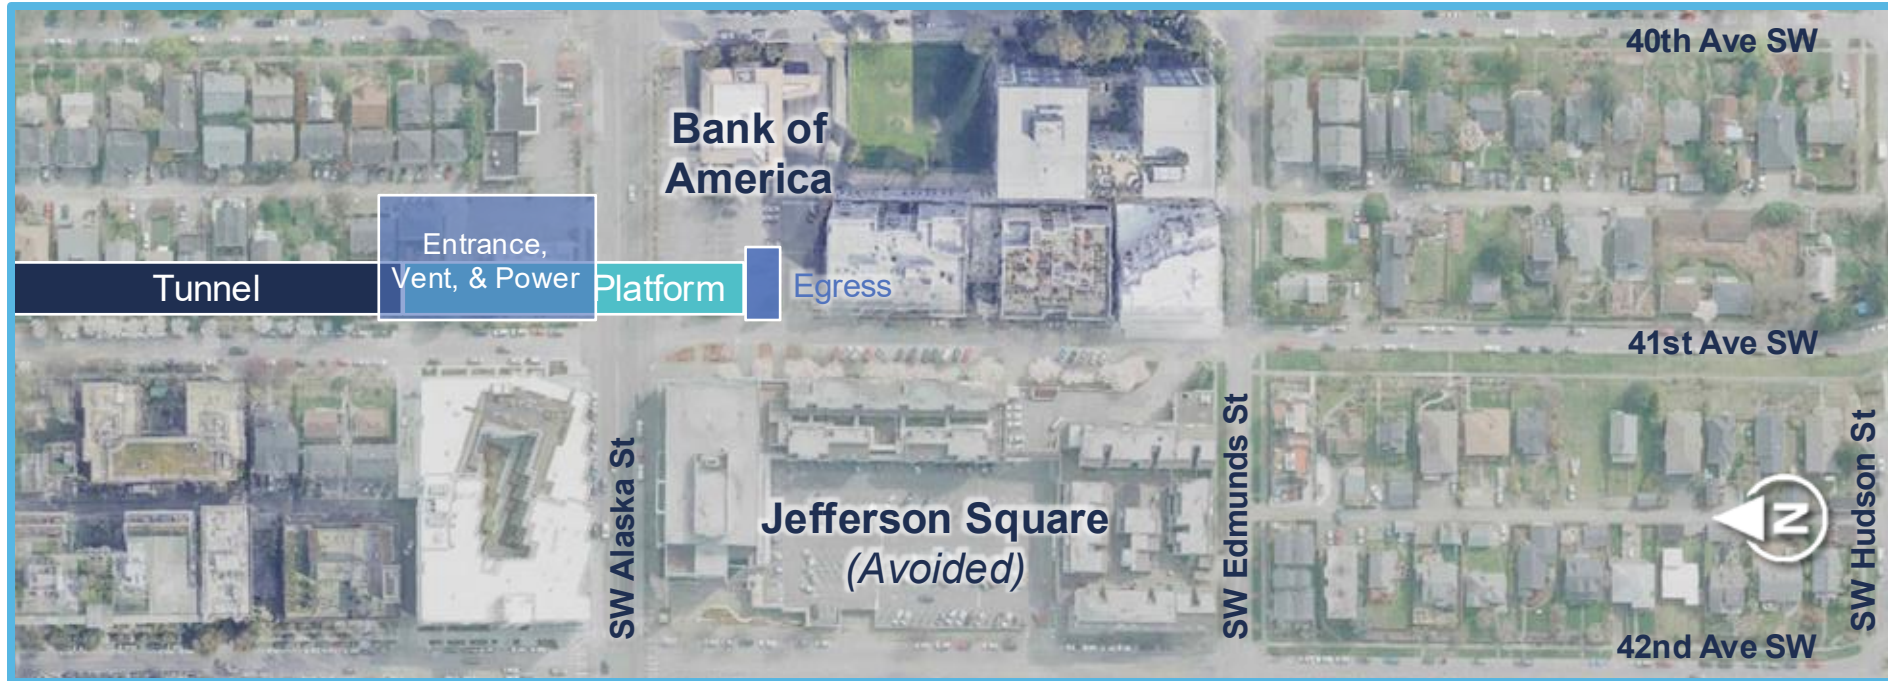 40th Ave SW
Bank of
America
Entrance,
Vent, & Power
Tunnel
Platform
Egress
41st Ave SW
SW Alaska St
Jefferson Square
(Avoided)
SW Edmunds St
N
SW Hudson St
42nd Ave SW